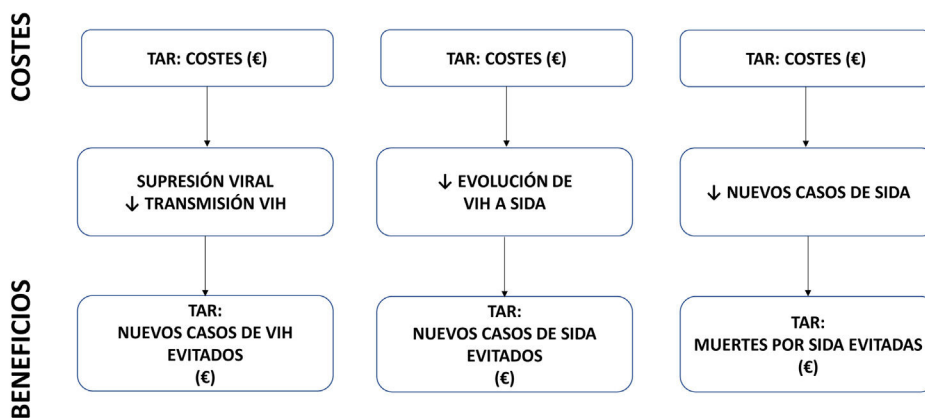 COSTES
TAR: COSTES (€)
TAR: COSTES (€)
TAR: COSTES (€)
SUPRESIÓN VIRAL
↓ TRANSMISIÓN VIH
↓ EVOLUCIÓN DE
VIH A SIDA
↓ NUEVOS CASOS DE SIDA
BENEFICIOS
TAR:
NUEVOS CASOS DE VIH
EVITADOS
(€)
TAR:
NUEVOS CASOS DE SIDA
EVITADOS
(€)
TAR:
MUERTES POR SIDA EVITADAS
(€)